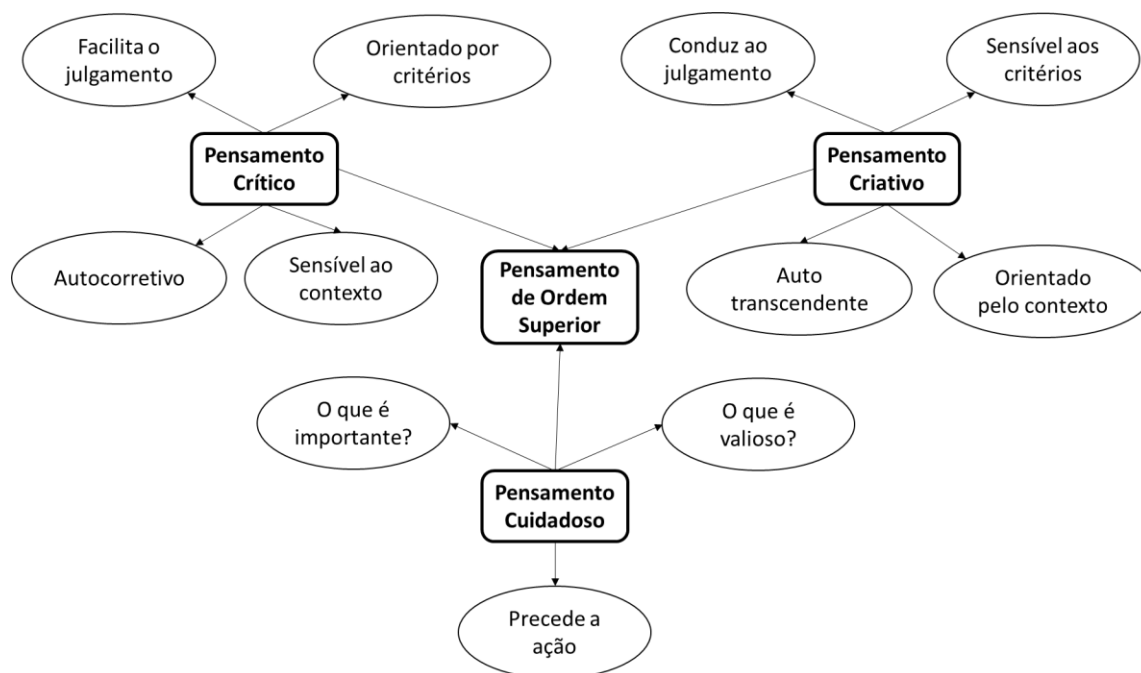 Facilita o
julgamento
Orientado por
critérios
Conduz ao
julgamento
Sensível aos
critérios
Pensamento
Crítico
Pensamento
Criativo
Autocorretivo
Sensível ao
contexto
Pensamento
de Ordem
Superior
Auto
transcendente
Orientado
pelo contexto
O que é
importante?
O que é
valioso?
Pensamento
Cuidadoso
Precede a
ação